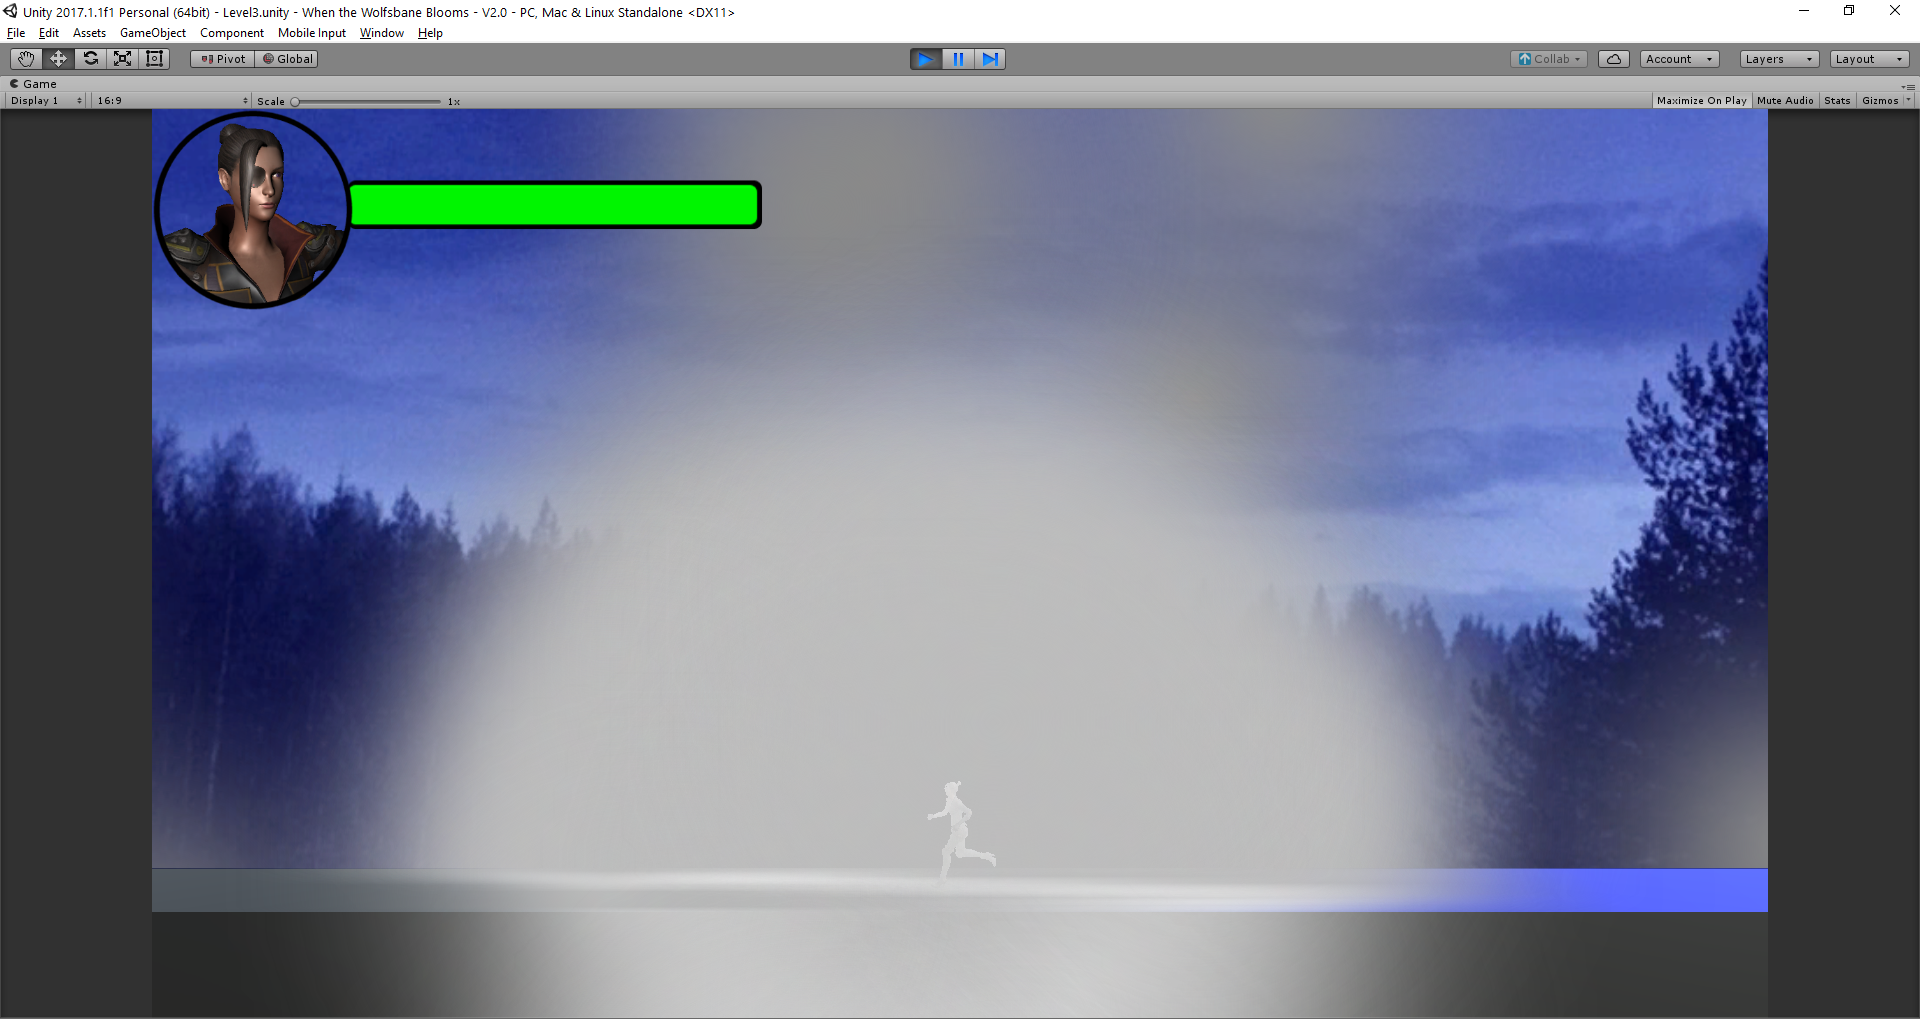 Unity 2017.1.1f1 Personal (64bit) - Level3.unity - When the Wolfsbane Blooms - V2.0 - PC, Mac & Linux Standalone <DX11>
File Edit Assets GameObject Component Mobile Input Window Help
Pivot Global Collab Account Layers Layout
Game
Display 1 16:9 Scale 1x Maximize On Play Mute Audio Stats Gizmos